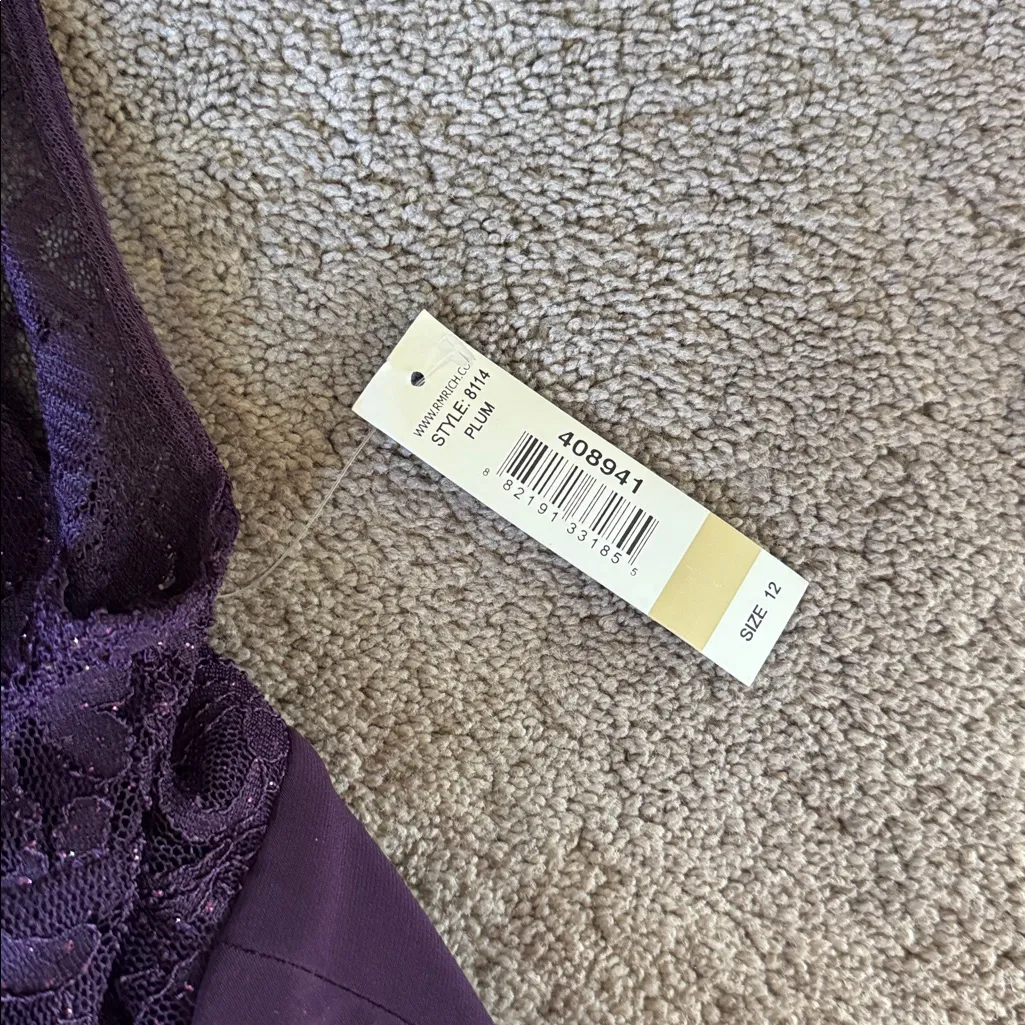 WWW.RMRICH.CO
STYLE: 8114
PLUM
408941
8 82191 33185 5
SIZE 12